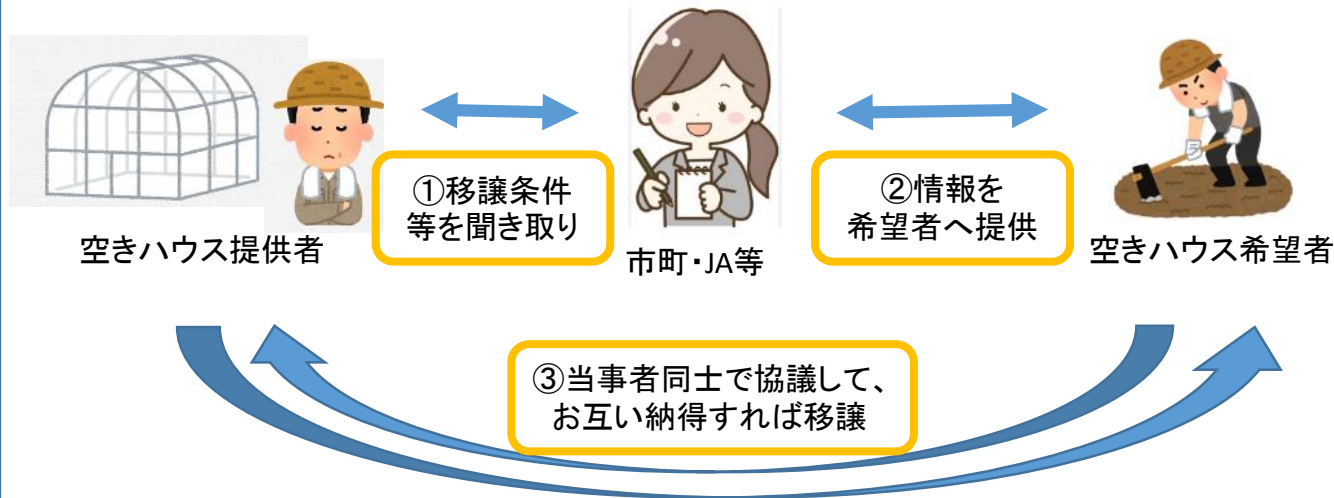 ①移譲条件
等を聞き取り
②情報を
希望者へ提供
空きハウス提供者
市町・JA等
空きハウス希望者
③当事者同士で協議して、
お互い納得すれば移譲